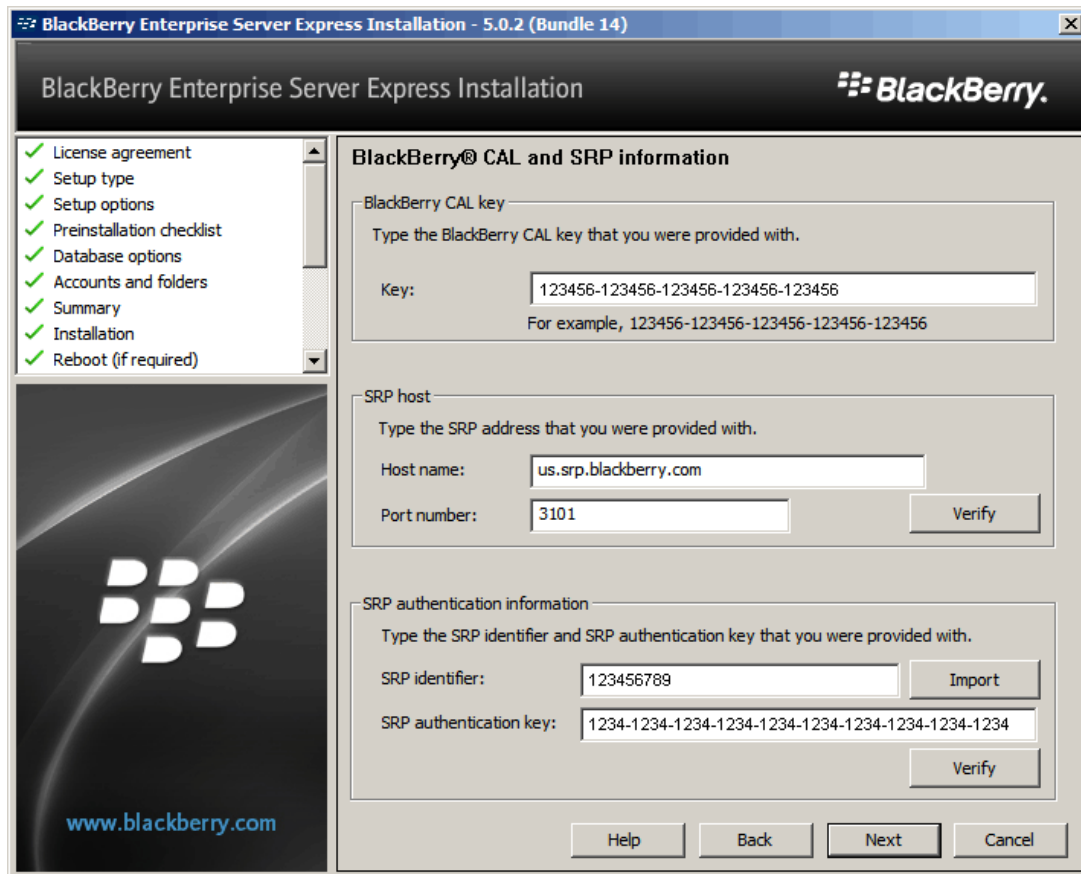 BlackBerry Enterprise Server Express Installation - 5.0.2 (Bundle 14)
BlackBerry Enterprise Server Express Installation
BlackBerry.
License agreement
Setup type
Setup options
Preinstallation checklist
Database options
Accounts and folders
Summary
Installation
Reboot (if required)
www.blackberry.com
BlackBerry® CAL and SRP information
BlackBerry CAL key
Type the BlackBerry CAL key that you were provided with.
Key: 123456-123456-123456-123456-123456
For example, 123456-123456-123456-123456-123456
SRP host
Type the SRP address that you were provided with.
Host name: us.srp.blackberry.com
Port number: 3101 Verify
SRP authentication information
Type the SRP identifier and SRP authentication key that you were provided with.
SRP identifier: 123456789 Import
SRP authentication key: 1234-1234-1234-1234-1234-1234-1234-1234-1234-1234
Verify
Help Back Next Cancel